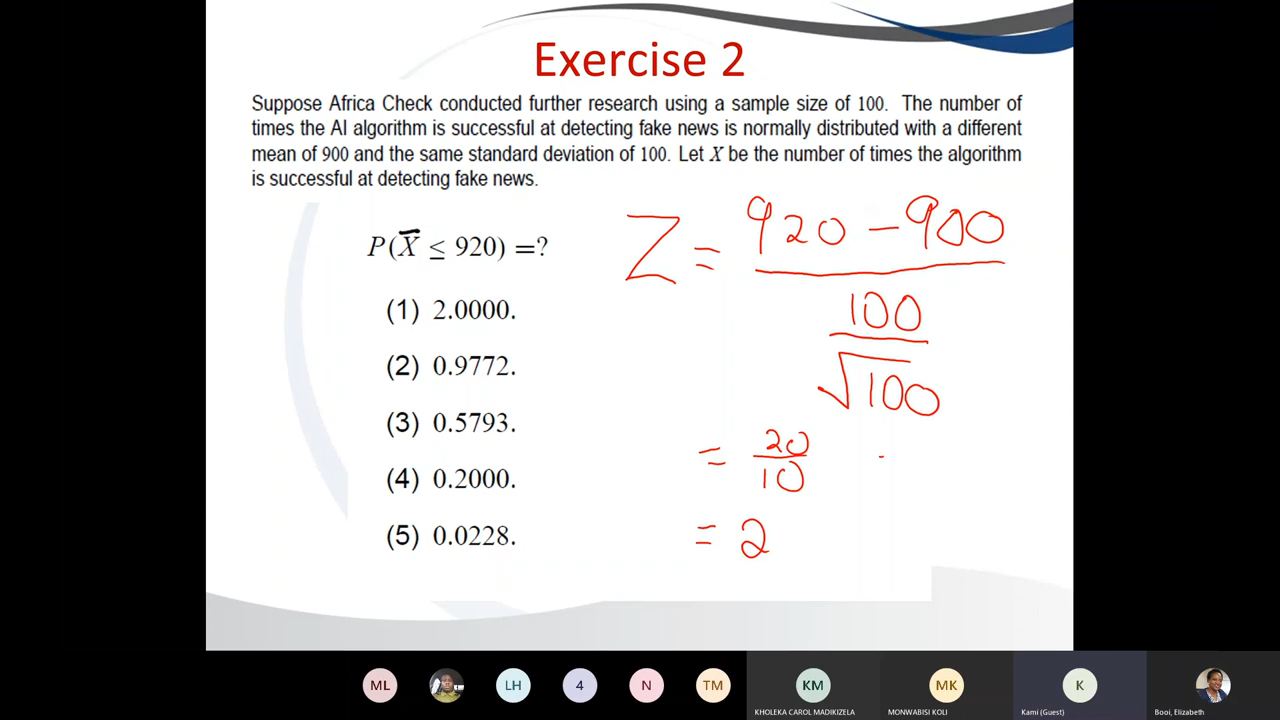 Exercise 2
Suppose Africa Check conducted further research using a sample size of 100. The number of
times the AI algorithm is successful at detecting fake news is normally distributed with a different
mean of 900 and the same standard deviation of 100. Let X be the number of times the algorithm
is successful at detecting fake news.
P(X̅ ≤ 920) =?
(1) 2.0000.
(2) 0.9772.
(3) 0.5793.
(4) 0.2000.
(5) 0.0228.
Z = 920 - 900
100
√100
= 20
10
= 2
ML
LH
4
N
TM
KM
MK
K
KHOLEKA CAROL MADIKIZELA
MONWABISI KOLI
Kami (Guest)
Booi, Elizabeth